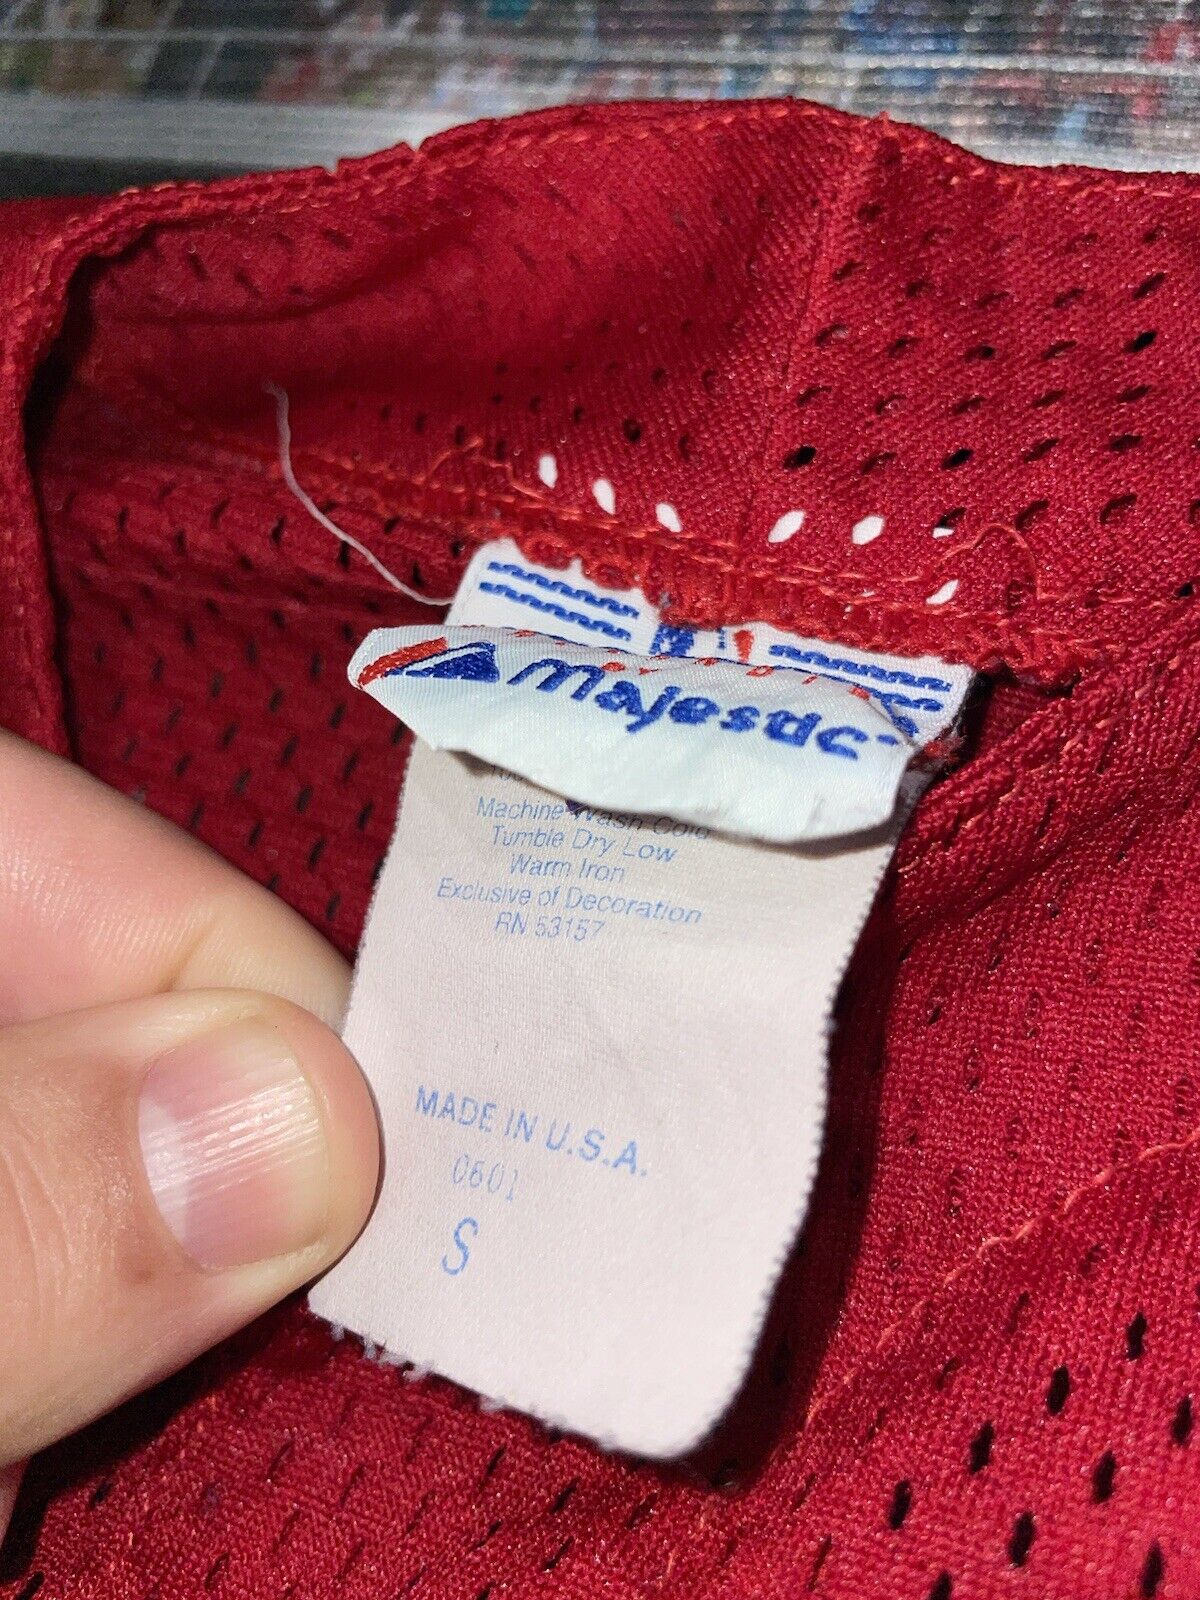 Majestic
Machine Wash Cold
Tumble Dry Low
Warm Iron
Exclusive of Decoration
RN 53157
MADE IN U.S.A.
0601
S